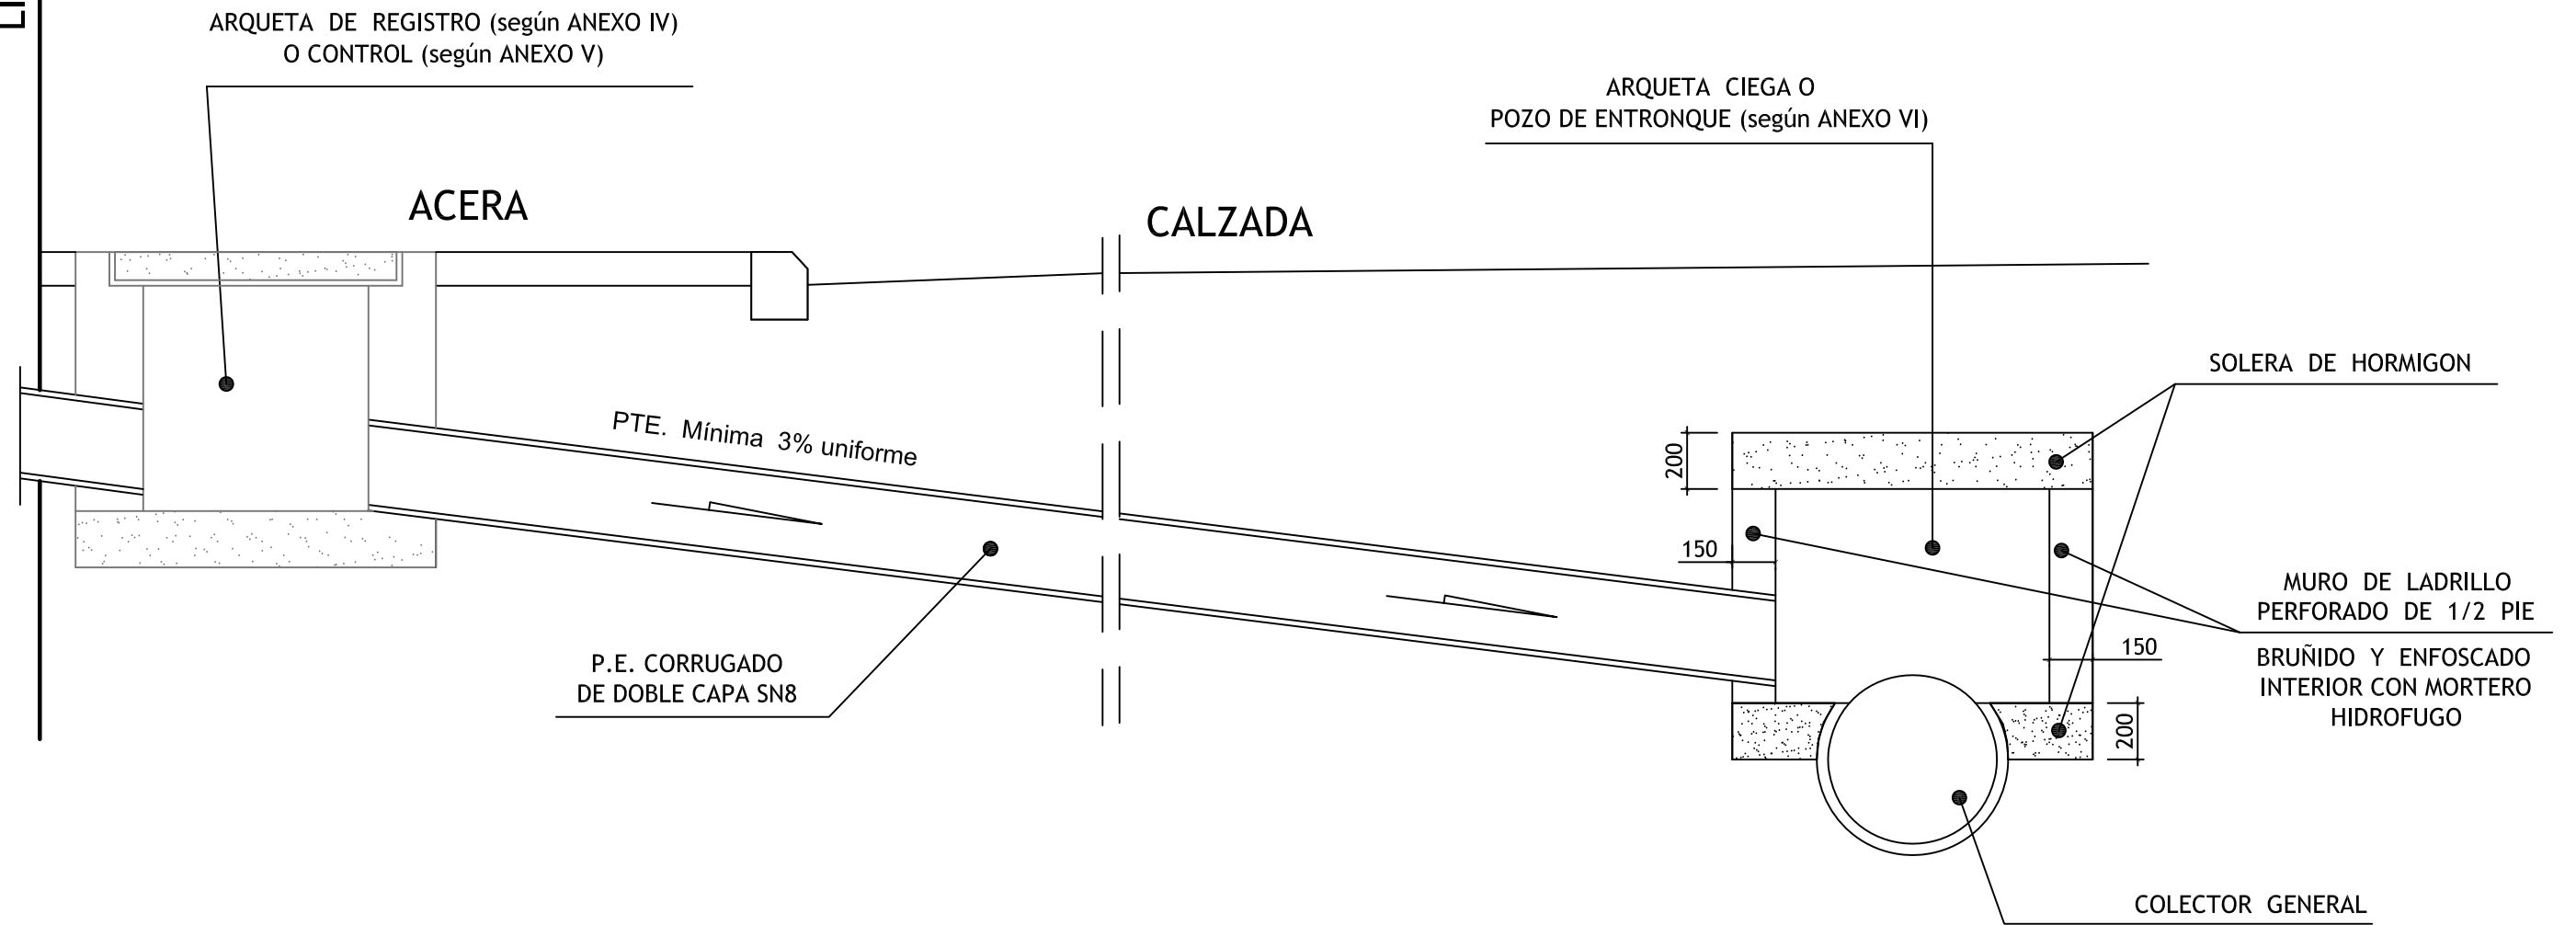 ARQUETA DE REGISTRO (según ANEXO IV)
O CONTROL (según ANEXO V)
ARQUETA CIEGA O
POZO DE ENTRONQUE (según ANEXO VI)
ACERA
CALZADA
SOLERA DE HORMIGON
PTE. Mínima 3% uniforme
200
150
MURO DE LADRILLO
PERFORADO DE 1/2 PIE
150
BRUÑIDO Y ENFOSCADO
INTERIOR CON MORTERO
HIDROFUGO
P.E. CORRUGADO
DE DOBLE CAPA SN8
200
COLECTOR GENERAL